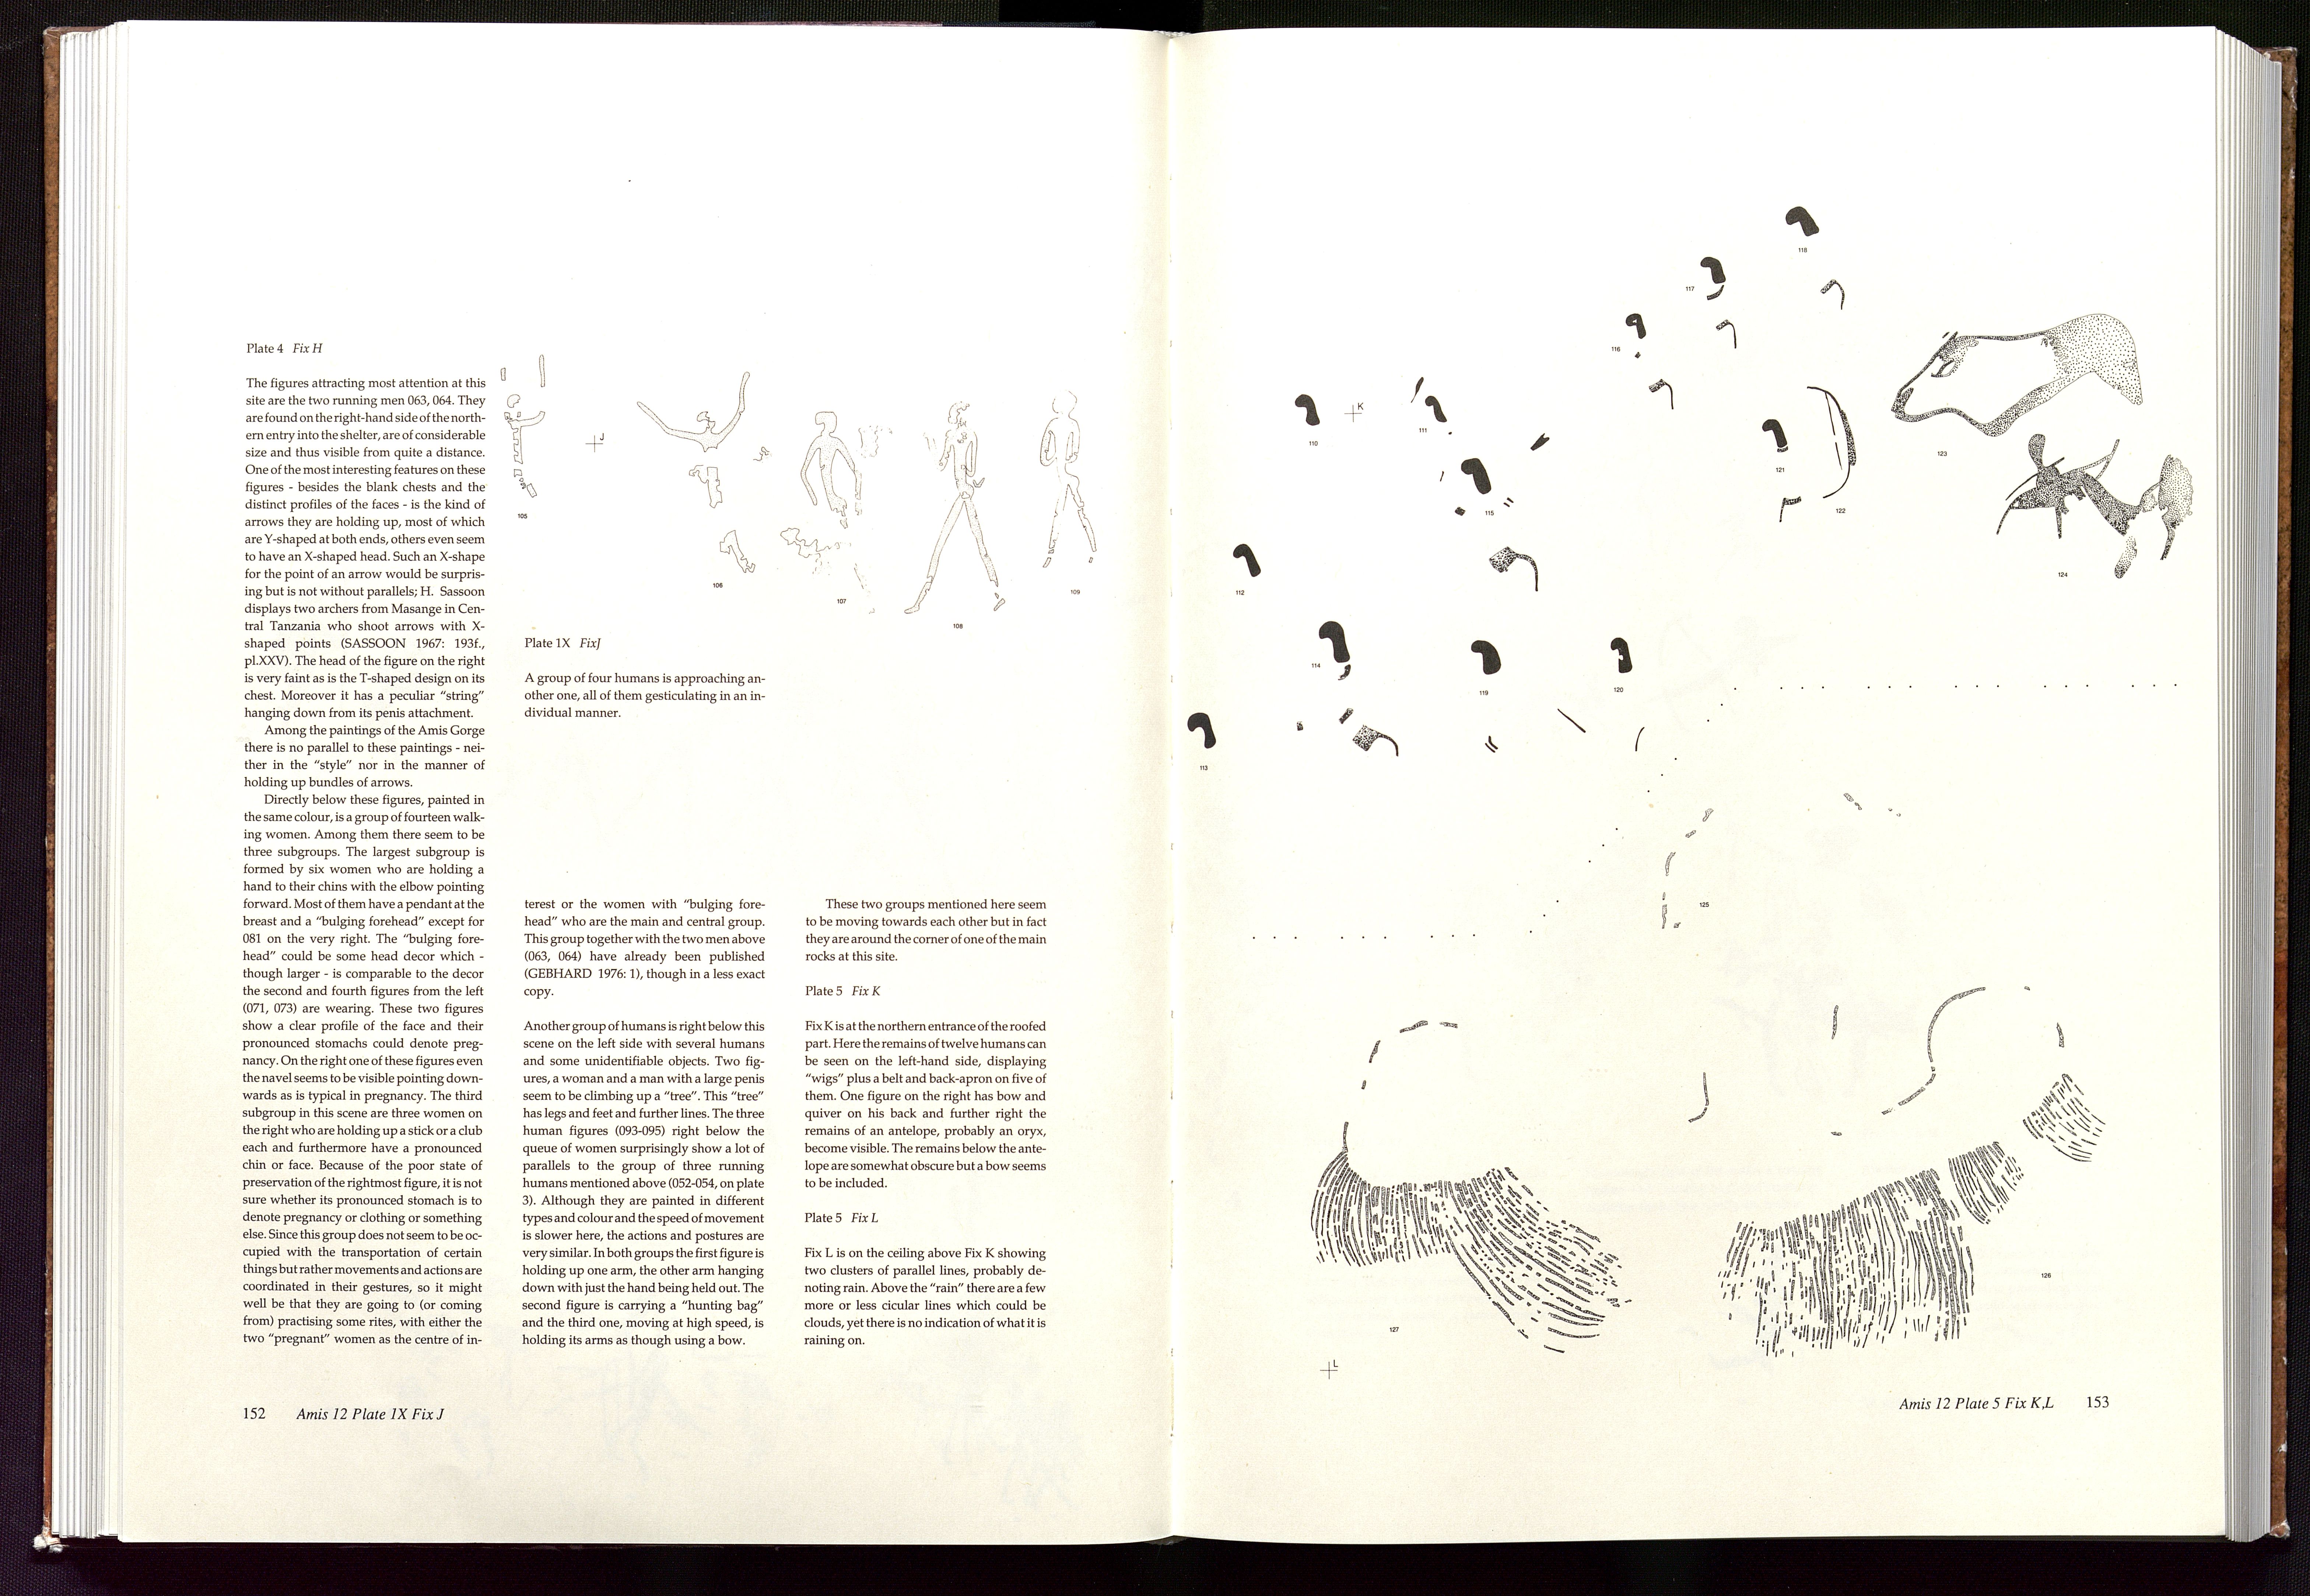 Plate 4 Fix H
The figures attracting most attention at this
site are the two running men 063, 064. They
are found on the right-hand side of the north-
ern entry into the shelter, are of considerable
size and thus visible from quite a distance.
One of the most interesting features on these
figures - besides the blank chests and the
distinct profiles of the faces - is the kind of
arrows they are holding up, most of which
are Y-shaped at both ends, others even seem
to have an X-shaped head. Such an X-shape
for the point of an arrow would be surpris-
ing but is not without parallels; H. Sassoon
displays two archers from Masange in Cen-
tral Tanzania who shoot arrows with X-
shaped points (SASSOON 1967: 193f.,
pl.XXV). The head of the figure on the right
is very faint as is the T-shaped design on its
chest. Moreover it has a peculiar “string”
hanging down from its penis attachment.
Among the paintings of the Amis Gorge
there is no parallel to these paintings - nei-
ther in the “style” nor in the manner of
holding up bundles of arrows.
Directly below these figures, painted in
the same colour, is a group of fourteen walk-
ing women. Among them there seem to be
three subgroups. The largest subgroup is
formed by six women who are holding a
hand to their chins with the elbow pointing
forward. Most of them have a pendant at the
breast and a “bulging forehead” except for
081 on the very right. The “bulging fore-
head” could be some head decor which -
though larger - is comparable to the decor
the second and fourth figures from the left
(071, 073) are wearing. These two figures
show a clear profile of the face and their
pronounced stomachs could denote preg-
nancy. On the right one of these figures even
the navel seems to be visible pointing down-
wards as is typical in pregnancy. The third
subgroup in this scene are three women on
the right who are holding up a stick or a club
each and furthermore have a pronounced
chin or face. Because of the poor state of
preservation of the rightmost figure, it is not
sure whether its pronounced stomach is to
denote pregnancy or clothing or something
else. Since this group does not seem to be oc-
cupied with the transportation of certain
things but rather movements and actions are
coordinated in their gestures, so it might
well be that they are going to (or coming
from) practising some rites, with either the
two “pregnant” women as the centre of in-
105
J
106
107
108
109
Plate 1X FixJ
A group of four humans is approaching an-
other one, all of them gesticulating in an in-
dividual manner.
terest or the women with “bulging fore-
head” who are the main and central group.
This group together with the two men above
(063, 064) have already been published
(GEBHARD 1976: 1), though in a less exact
copy.
Another group of humans is right below this
scene on the left side with several humans
and some unidentifiable objects. Two fig-
ures, a woman and a man with a large penis
seem to be climbing up a “tree”. This “tree”
has legs and feet and further lines. The three
human figures (093-095) right below the
queue of women surprisingly show a lot of
parallels to the group of three running
humans mentioned above (052-054, on plate
3). Although they are painted in different
types and colour and the speed of movement
is slower here, the actions and postures are
very similar. In both groups the first figure is
holding up one arm, the other arm hanging
down with just the hand being held out. The
second figure is carrying a “hunting bag”
and the third one, moving at high speed, is
holding its arms as though using a bow.
These two groups mentioned here seem
to be moving towards each other but in fact
they are around the corner of one of the main
rocks at this site.
Plate 5 Fix K
Fix K is at the northern entrance of the roofed
part. Here the remains of twelve humans can
be seen on the left-hand side, displaying
“wigs” plus a belt and back-apron on five of
them. One figure on the right has bow and
quiver on his back and further right the
remains of an antelope, probably an oryx,
become visible. The remains below the ante-
lope are somewhat obscure but a bow seems
to be included.
Plate 5 Fix L
Fix L is on the ceiling above Fix K showing
two clusters of parallel lines, probably de-
noting rain. Above the “rain” there are a few
more or less cicular lines which could be
clouds, yet there is no indication of what it is
raining on.
152 Amis 12 Plate 1X Fix J
118
117
116
K
110
111
123
121
122
115
124
112
114
119
120
113
125
126
127
L
Amis 12 Plate 5 Fix K,L 153